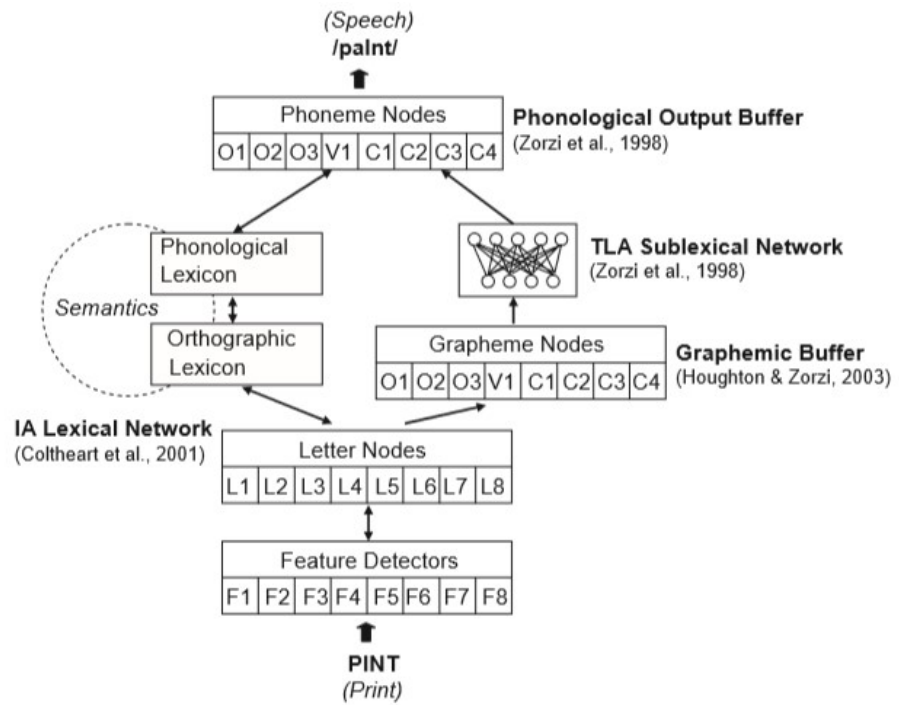 (Speech)
/paInt/
Phoneme Nodes
O1 O2 O3 V1 C1 C2 C3 C4
Phonological Output Buffer
(Zorzi et al., 1998)
Phonological
Lexicon
TLA Sublexical Network
(Zorzi et al., 1998)
Semantics
Orthographic
Lexicon
Grapheme Nodes
O1 O2 O3 V1 C1 C2 C3 C4
Graphemic Buffer
(Houghton & Zorzi, 2003)
IA Lexical Network
(Coltheart et al., 2001)
Letter Nodes
L1 L2 L3 L4 L5 L6 L7 L8
Feature Detectors
F1 F2 F3 F4 F5 F6 F7 F8
PINT
(Print)